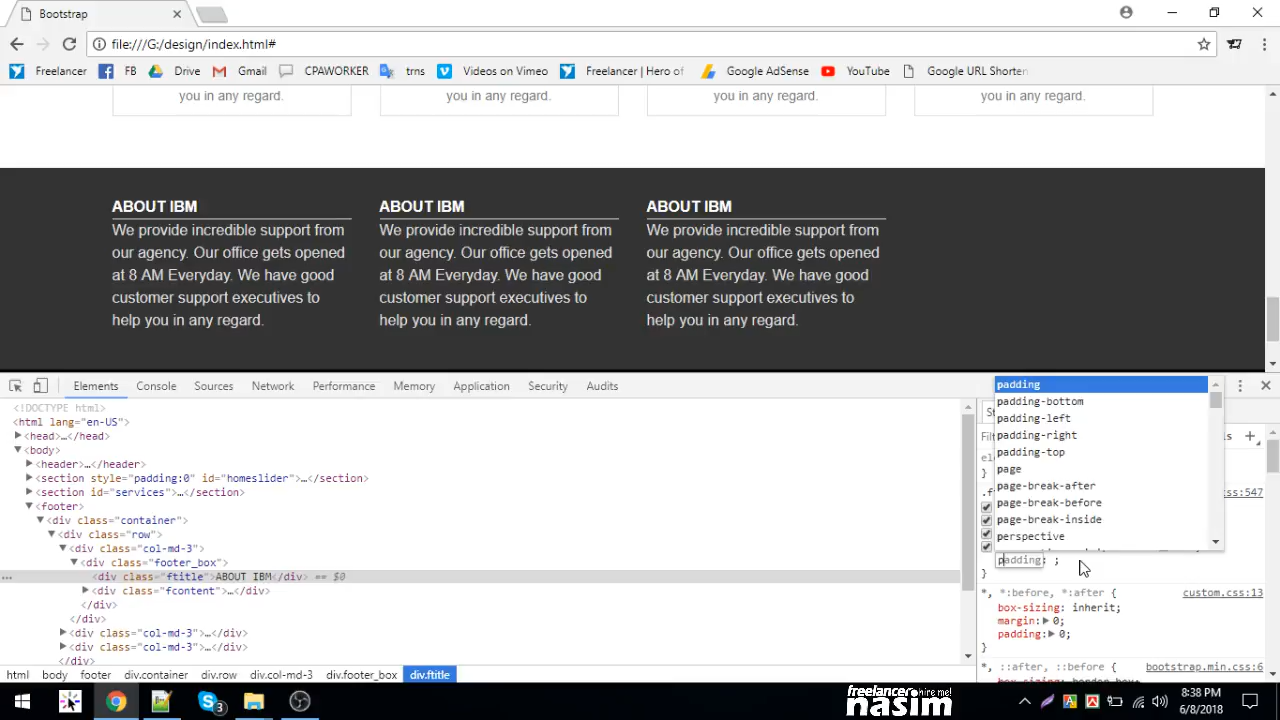 Bootstrap
file:///G:/design/index.html#
Freelancer FB Drive Gmail CPAWORKER trns Videos on Vimeo Freelancer | Hero of Google AdSense YouTube Google URL Shorten
you in any regard. you in any regard. you in any regard. you in any regard.
ABOUT IBM
We provide incredible support from
our agency. Our office gets opened
at 8 AM Everyday. We have good
customer support executives to
help you in any regard.
ABOUT IBM
We provide incredible support from
our agency. Our office gets opened
at 8 AM Everyday. We have good
customer support executives to
help you in any regard.
ABOUT IBM
We provide incredible support from
our agency. Our office gets opened
at 8 AM Everyday. We have good
customer support executives to
help you in any regard.
Elements Console Sources Network Performance Memory Application Security Audits
<!DOCTYPE html>
<html lang="en-US">
<head>…</head>
<body>
<header>…</header>
<section style="padding:0" id="homeslider">…</section>
<section id="services">…</section>
<footer>
<div class="container">
<div class="row">
<div class="col-md-3">
<div class="footer_box">
<div class="ftitle">ABOUT IBM</div> == $0
<div class="fcontent">…</div>
</div>
</div>
<div class="col-md-3">…</div>
<div class="col-md-3">…</div>
</div>
html body footer div.container div.row div.col-md-3 div.footer_box div.ftitle
padding
padding-bottom
padding-left
padding-right
padding-top
page
page-break-after
page-break-before
page-break-inside
perspective
padding: ;
}
*, *:before, *:after { custom.css:13
box-sizing: inherit;
margin: 0;
padding: 0;
}
*, ::after, ::before { bootstrap.min.css:6
freelancer hire me!
nasim
3
8:38 PM
6/8/2018